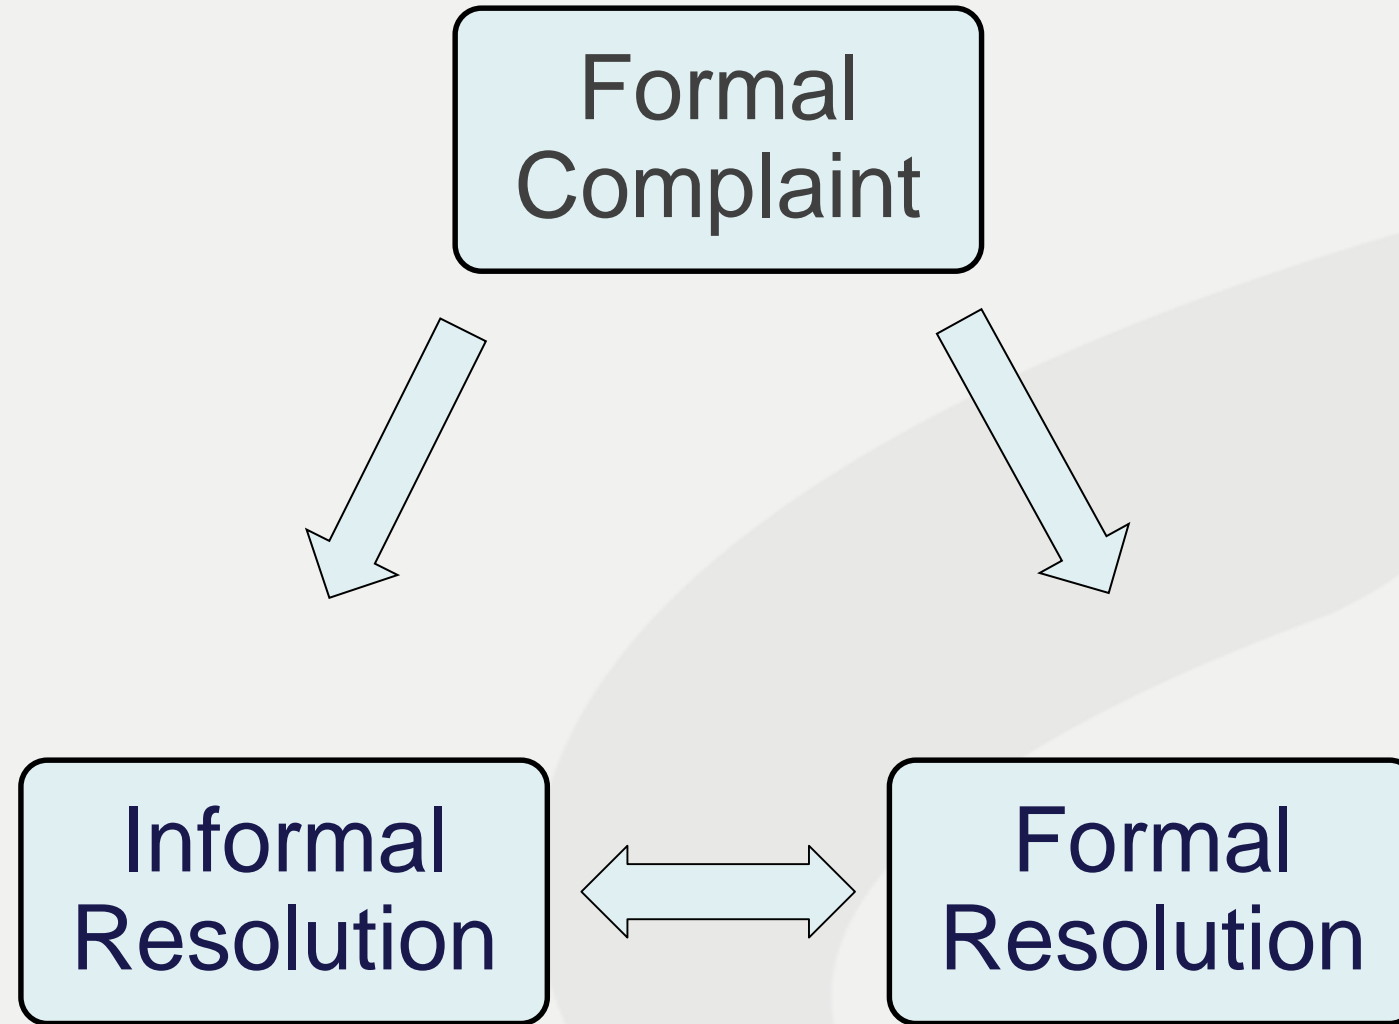 Formal
Complaint
Informal
Resolution
Formal
Resolution